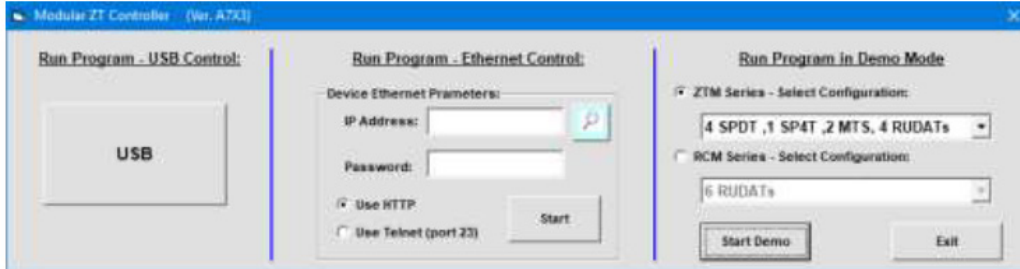 Modular ZT Controller (Ver. A7X3)
Run Program - USB Control:
USB
Run Program - Ethernet Control:
Device Ethernet Prameters:
IP Address:
Password:
Use HTTP
Use Telnet (port 23)
Start
Run Program in Demo Mode
ZTM Series - Select Configuration:
4 SPDT ,1 SP4T ,2 MTS, 4 RUDATs
RCM Series - Select Configuration:
6 RUDATs
Start Demo
Exit